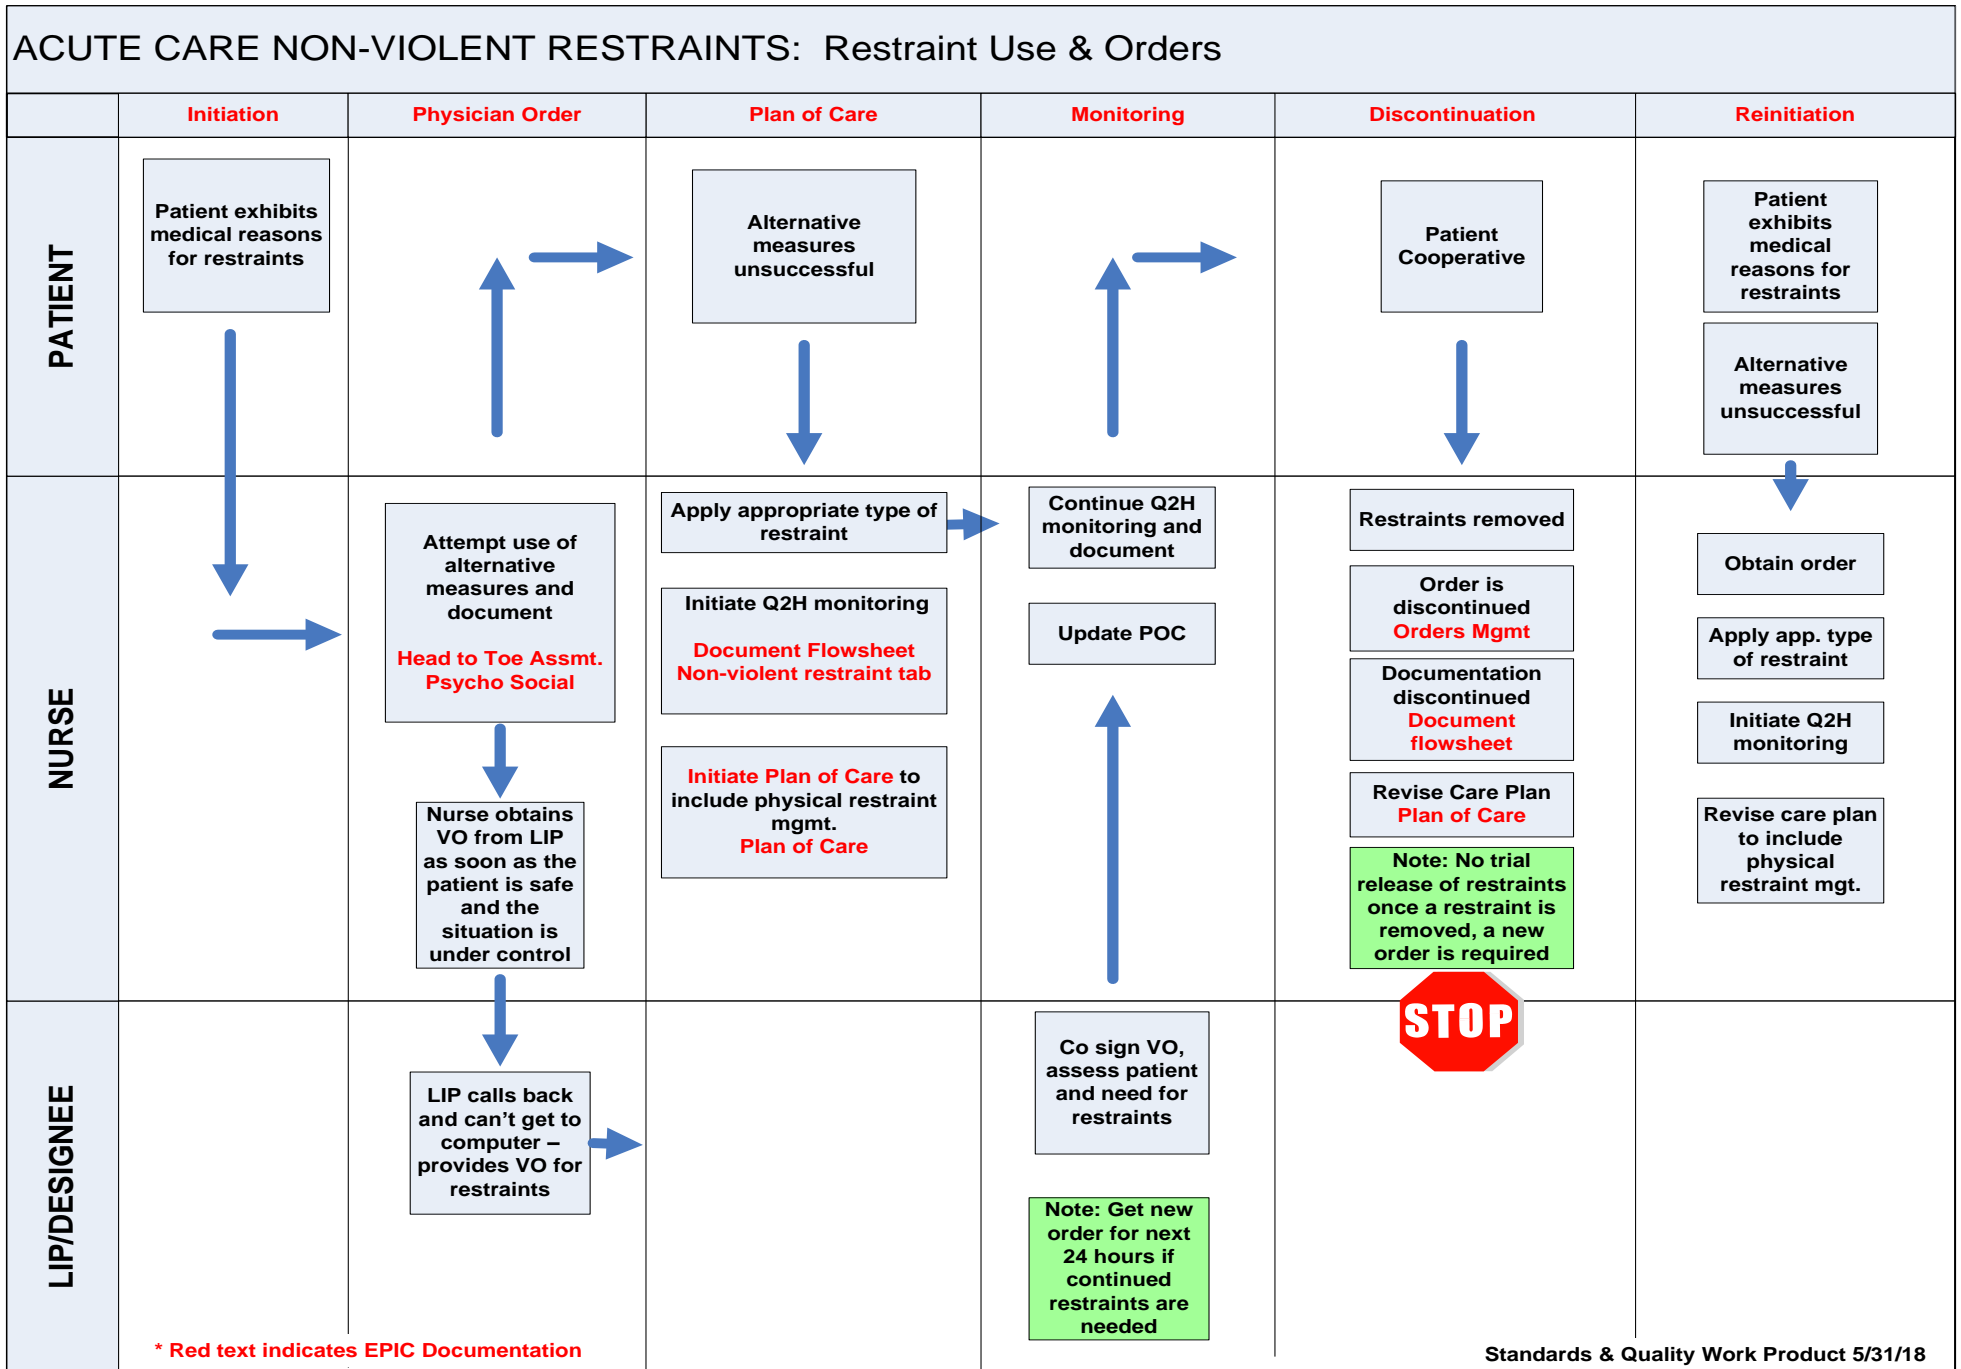 ACUTE CARE NON-VIOLENT RESTRAINTS:  Restraint Use & Orders
Initiation
Physician Order
Plan of Care
Monitoring
Discontinuation
Reinitiation
PATIENT
Patient exhibits
medical reasons
for restraints
Alternative
measures
unsuccessful
Patient
Cooperative
Patient
exhibits
medical
reasons for
restraints
Alternative
measures
unsuccessful
NURSE
Attempt use of
alternative
measures and
document
Head to Toe Assmt.
Psycho Social
Nurse obtains
VO from LIP
as soon as the
patient is safe
and the
situation is
under control
Apply appropriate type of
restraint
Initiate Q2H monitoring
Document Flowsheet
Non-violent restraint tab
Initiate Plan of Care to
include physical restraint
mgmt.
Plan of Care
Continue Q2H
monitoring and
document
Update POC
Restraints removed
Order is
discontinued
Orders Mgmt
Documentation
discontinued
Document
flowsheet
Revise Care Plan
Plan of Care
Note: No trial
release of restraints
once a restraint is
removed, a new
order is required
STOP
Obtain order
Apply app. type
of restraint
Initiate Q2H
monitoring
Revise care plan
to include
physical
restraint mgt.
LIP/DESIGNEE
LIP calls back
and can’t get to
computer –
provides VO for
restraints
Co sign VO,
assess patient
and need for
restraints
Note: Get new
order for next
24 hours if
continued
restraints are
needed
* Red text indicates EPIC Documentation
Standards & Quality Work Product 5/31/18